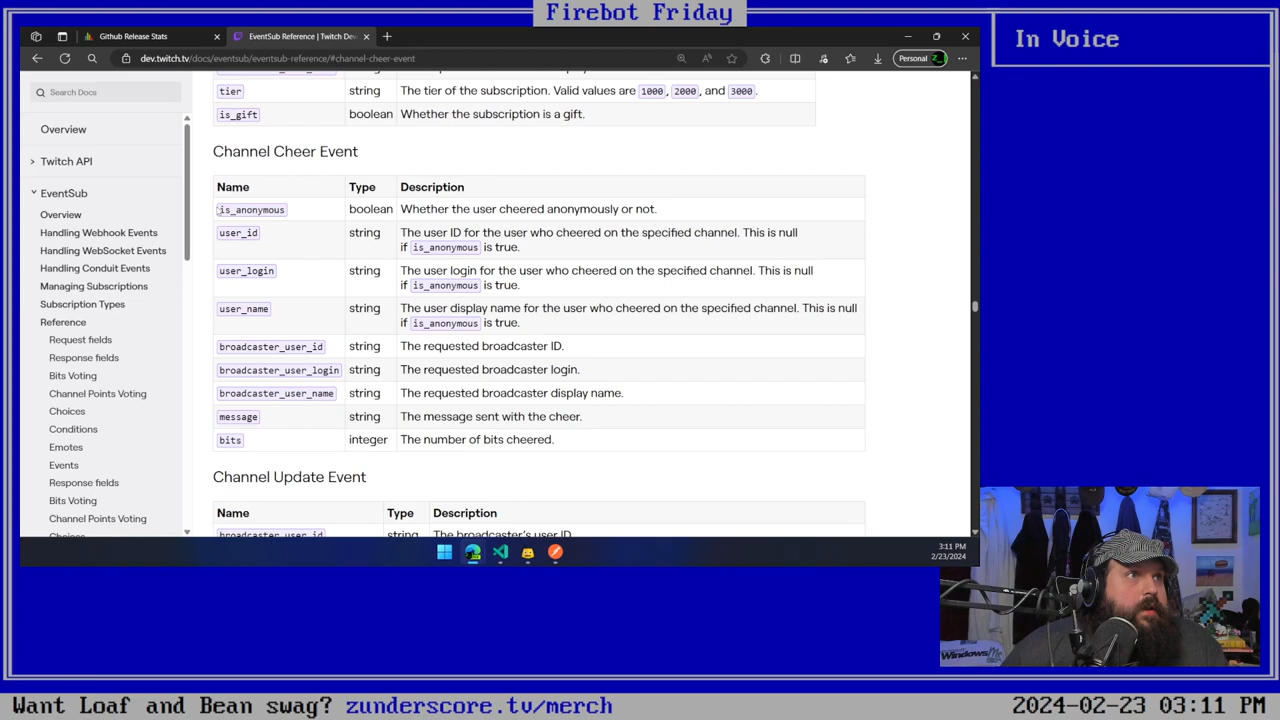 Firebot Friday
In Voice
Github Release Stats
EventSub Reference | Twitch Dev
dev.twitch.tv/docs/eventsub/eventsub-reference/#channel-cheer-event
Personal
Search Docs
Overview
Twitch API
EventSub
Overview
Handling Webhook Events
Handling WebSocket Events
Handling Conduit Events
Managing Subscriptions
Subscription Types
Reference
Request fields
Response fields
Bits Voting
Channel Points Voting
Choices
Conditions
Emotes
Events
Response fields
Bits Voting
Channel Points Voting
Choices
tier string The tier of the subscription. Valid values are 1000, 2000, and 3000.
is_gift boolean Whether the subscription is a gift.
Channel Cheer Event
Name Type Description
is_anonymous boolean Whether the user cheered anonymously or not.
user_id string The user ID for the user who cheered on the specified channel. This is null
if is_anonymous is true.
user_login string The user login for the user who cheered on the specified channel. This is null
if is_anonymous is true.
user_name string The user display name for the user who cheered on the specified channel. This is null
if is_anonymous is true.
broadcaster_user_id string The requested broadcaster ID.
broadcaster_user_login string The requested broadcaster login.
broadcaster_user_name string The requested broadcaster display name.
message string The message sent with the cheer.
bits integer The number of bits cheered.
Channel Update Event
Name Type Description
broadcaster_user_id string The broadcaster's user ID.
3:11 PM
2/23/2024
Windows Me
Want Loaf and Bean swag? zunderscore.tv/merch
2024-02-23 03:11 PM